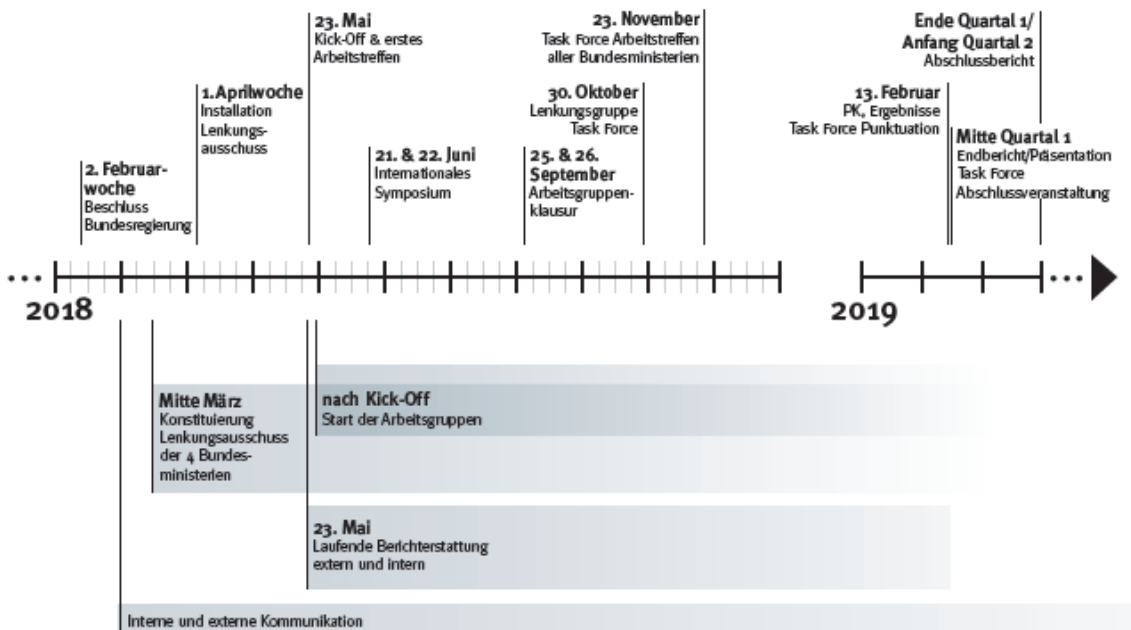 23. Mai
Kick-Off & erstes
Arbeitstreffen
23. November
Task Force Arbeitstreffen
aller Bundesministerien
Ende Quartal 1/
Anfang Quartal 2
Abschlussbericht
1. Aprilwoche
Installation
Lenkungs-
ausschuss
30. Oktober
Lenkungsgruppe
Task Force
13. Februar
PK, Ergebnisse
Task Force Punktuation
2. Februar-
woche
Beschluss
Bundesregierung
21. & 22. Juni
Internationales
Symposium
25. & 26.
September
Arbeitsgruppen-
klausur
Mitte Quartal 1
Endbericht/Präsentation
Task Force
Abschlussveranstaltung
...
...
2018
2019
Mitte März
Konstituierung
Lenkungsausschuss
der 4 Bundes-
ministerien
nach Kick-Off
Start der Arbeitsgruppen
23. Mai
Laufende Berichterstattung
extern und intern
Interne und externe Kommunikation